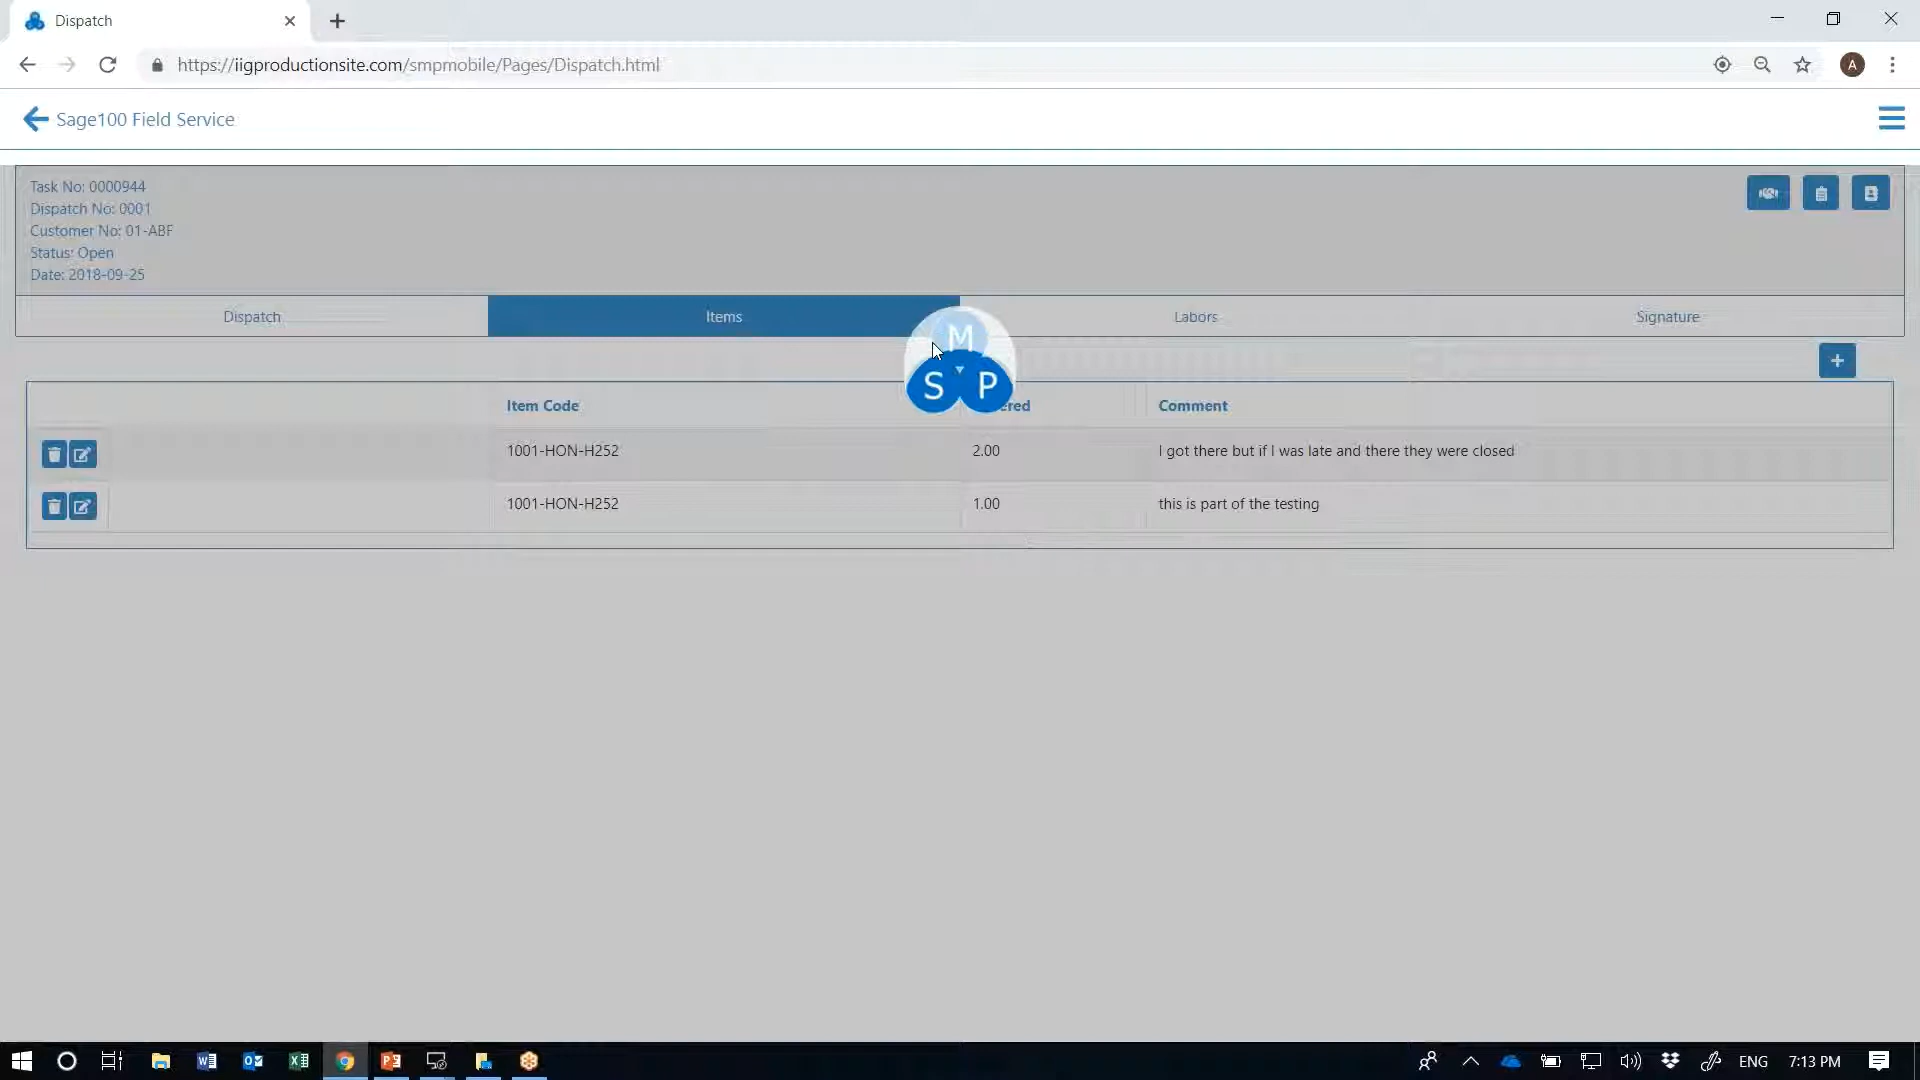 Dispatch
https://iigproductionsite.com/smpmobile/Pages/Dispatch.html
A
Sage100 Field Service
Task No: 0000944
Dispatch No: 0001
Customer No: 01-ABF
Status: Open
Date: 2018-09-25
Dispatch Items Labors Signature
M
S P
Item Code ered Comment
1001-HON-H252 2.00 I got there but if I was late and there they were closed
1001-HON-H252 1.00 this is part of the testing
ENG 7:13 PM